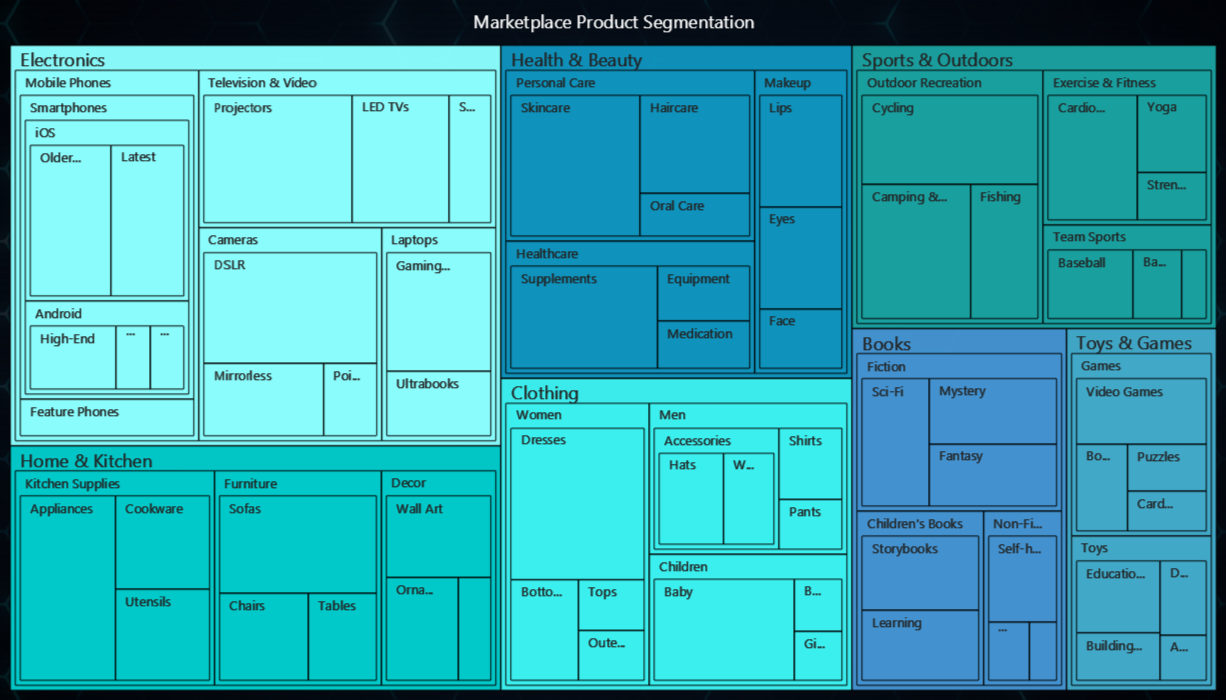 Marketplace Product Segmentation
Electronics
Mobile Phones
Smartphones
iOS
Older...
Latest
Android
High-End
...
...
Feature Phones
Television & Video
Projectors
LED TVs
S...
Cameras
DSLR
Mirrorless
Poi...
Laptops
Gaming...
Ultrabooks
Home & Kitchen
Kitchen Supplies
Appliances
Cookware
Utensils
Furniture
Sofas
Chairs
Tables
Decor
Wall Art
Orna...
Health & Beauty
Personal Care
Skincare
Haircare
Oral Care
Healthcare
Supplements
Equipment
Medication
Makeup
Lips
Eyes
Face
Clothing
Women
Dresses
Botto...
Tops
Oute...
Men
Accessories
Hats
W...
Shirts
Pants
Children
Baby
B...
Gi...
Sports & Outdoors
Outdoor Recreation
Cycling
Camping &...
Fishing
Exercise & Fitness
Cardio...
Yoga
Stren...
Team Sports
Baseball
Ba...
Books
Fiction
Sci-Fi
Mystery
Fantasy
Children's Books
Storybooks
Learning
Non-Fi...
Self-h...
...
Toys & Games
Games
Video Games
Bo...
Puzzles
Card...
Toys
Educatio...
D...
Building...
A...